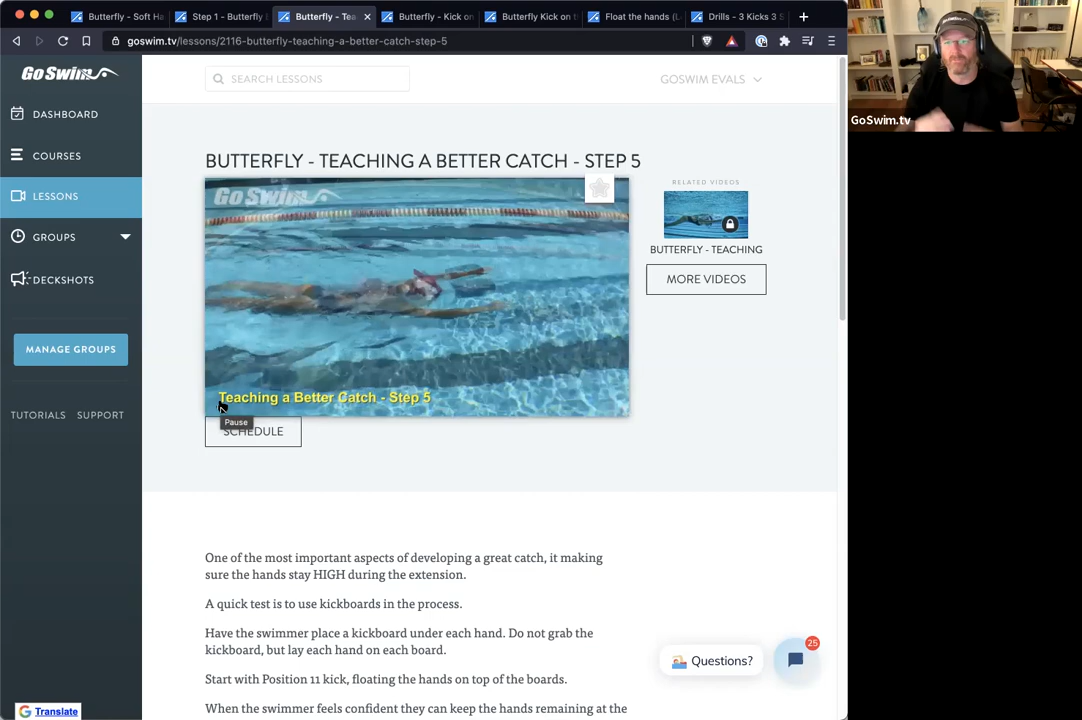 Butterfly - Soft Ha
Step 1 - Butterfly
Butterfly - Tea
Butterfly - Kick on
Butterfly Kick on t
Float the hands (L
Drills - 3 Kicks 3 S
goswim.tv/lessons/2116-butterfly-teaching-a-better-catch-step-5
GoSwim
SEARCH LESSONS
GOSWIM EVALS
DASHBOARD
COURSES
LESSONS
GROUPS
DECKSHOTS
MANAGE GROUPS
TUTORIALS
SUPPORT
BUTTERFLY - TEACHING A BETTER CATCH - STEP 5
GoSwim
Teaching a Better Catch - Step 5
Pause
SCHEDULE
RELATED VIDEOS
BUTTERFLY - TEACHING
MORE VIDEOS
One of the most important aspects of developing a great catch, it making
sure the hands stay HIGH during the extension.
A quick test is to use kickboards in the process.
Have the swimmer place a kickboard under each hand. Do not grab the
kickboard, but lay each hand on each board.
Start with Position 11 kick, floating the hands on top of the boards.
When the swimmer feels confident they can keep the hands remaining at the
Questions?
25
Translate
GoSwim.tv